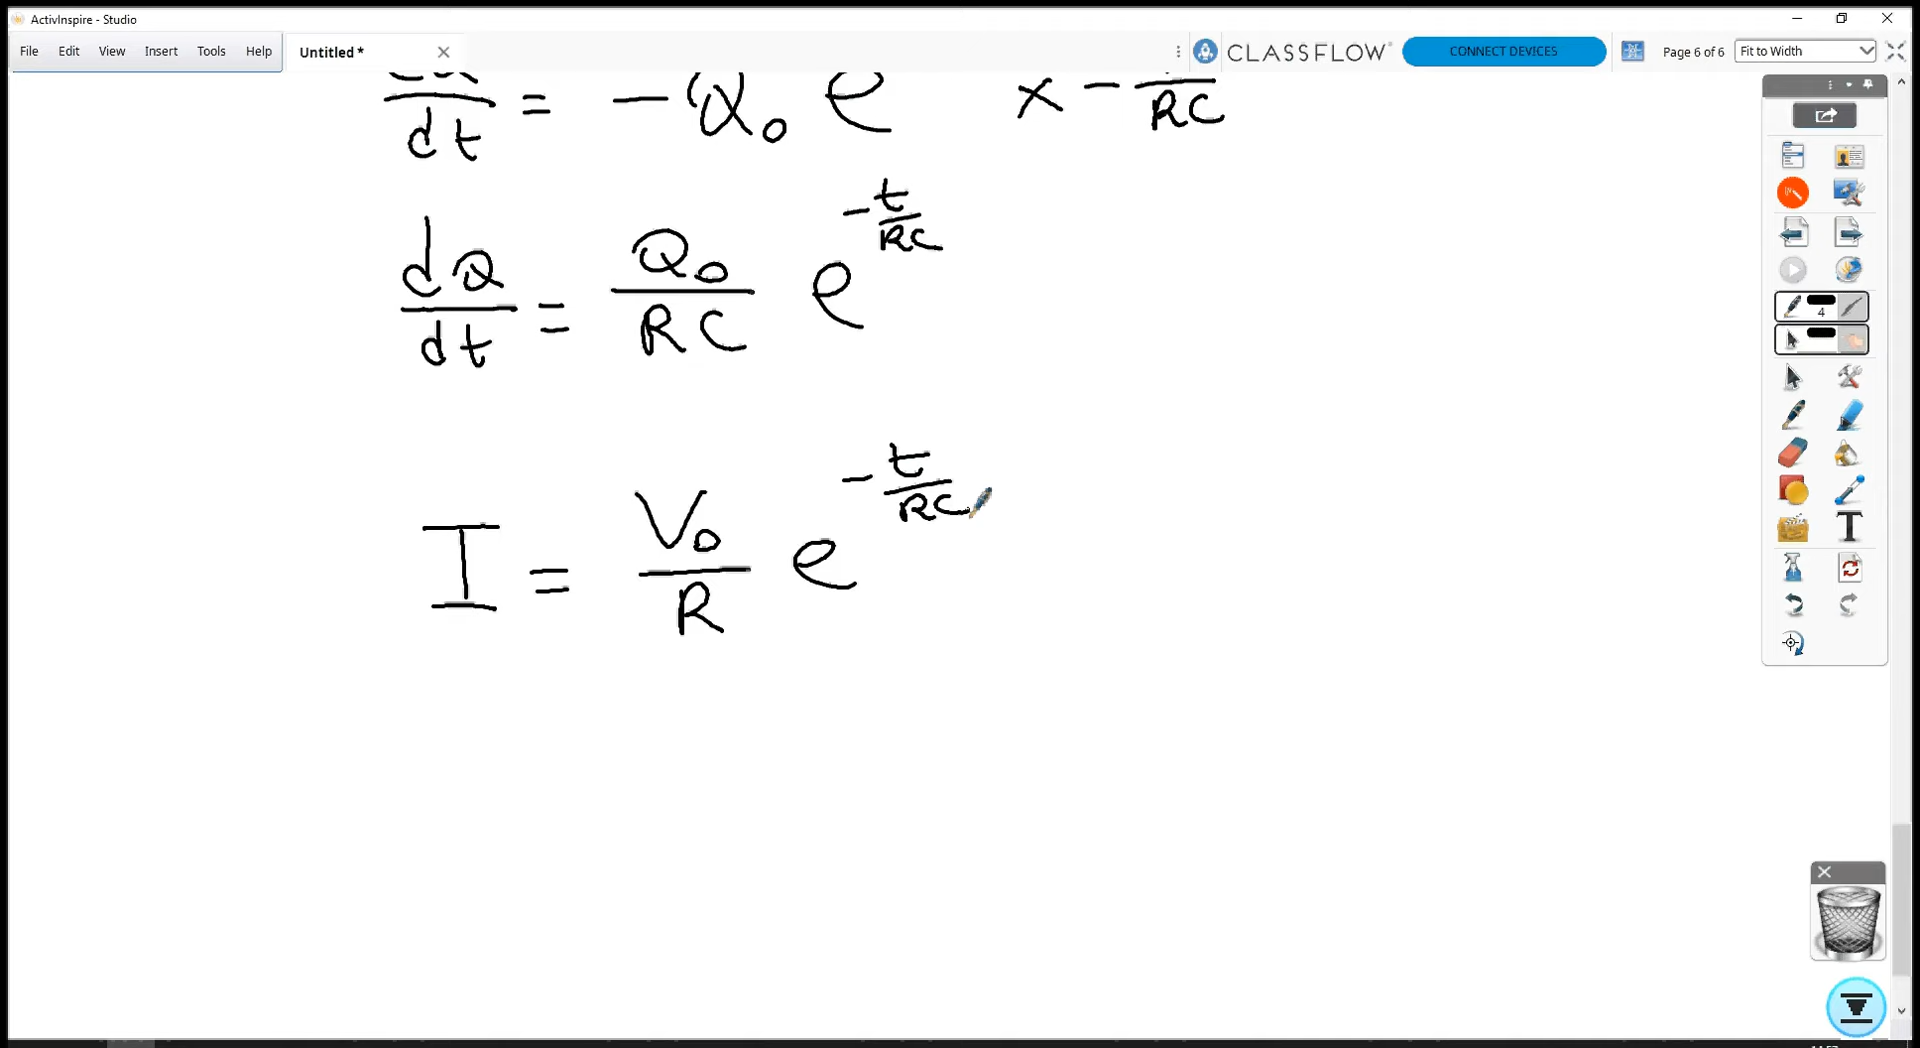 ActivInspire - Studio
File Edit View Insert Tools Help Untitled * CLASSFLOW CONNECT DEVICES Page 6 of 6 Fit to Width
dt = - Q₀ e x - RC
dQ/dt = Q₀/RC e^(-t/RC)
4
I = V₀/R e^(-t/RC)
T